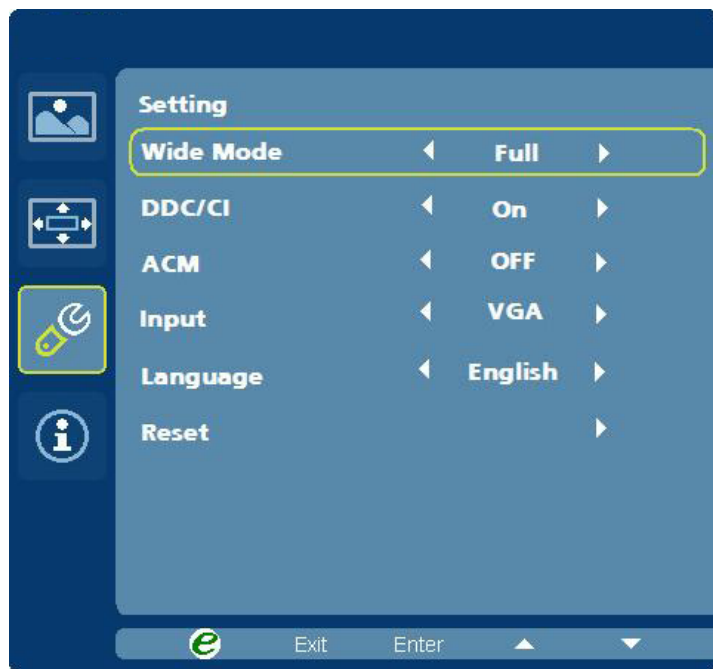 Setting
Wide Mode Full
DDC/CI On
ACM OFF
Input VGA
Language English
Reset
e Exit Enter